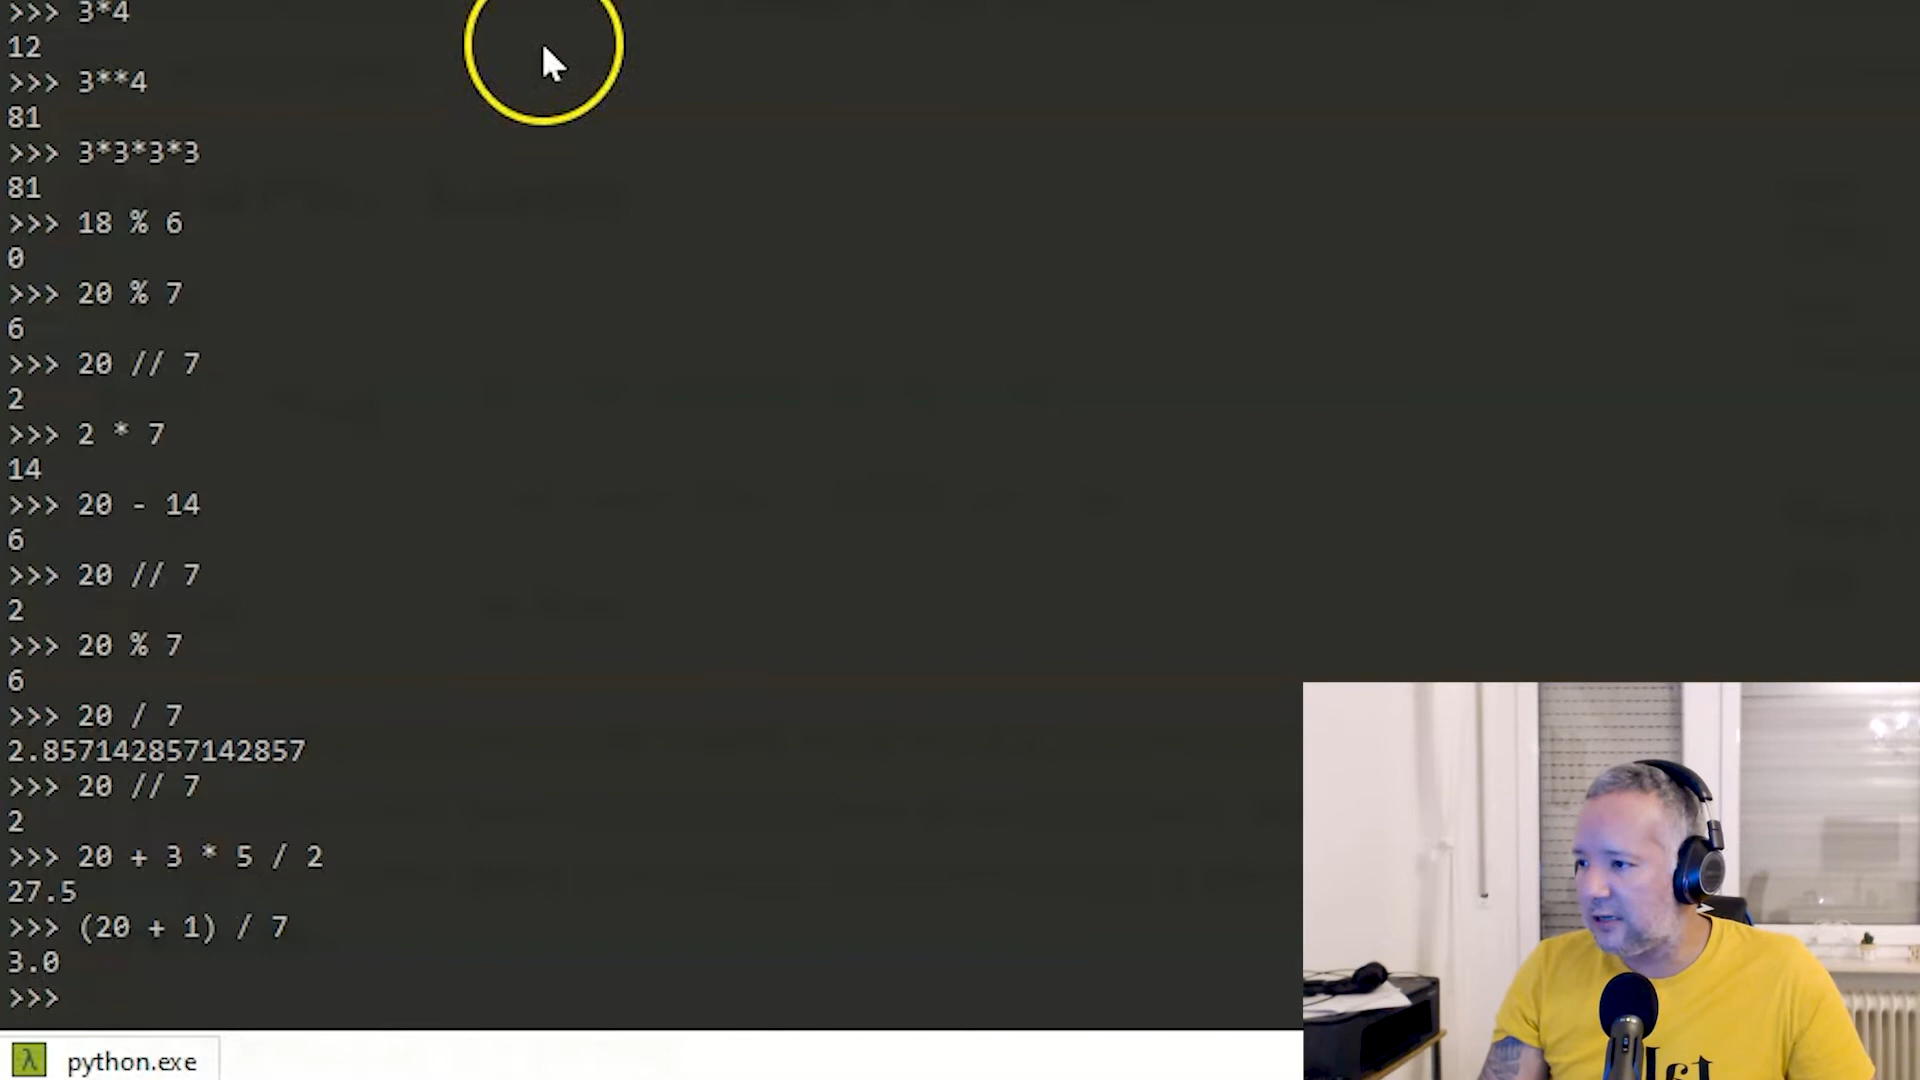 >>> 3*4
12
>>> 3**4
81
>>> 3*3*3*3
81
>>> 18 % 6
0
>>> 20 % 7
6
>>> 20 // 7
2
>>> 2 * 7
14
>>> 20 - 14
6
>>> 20 // 7
2
>>> 20 % 7
6
>>> 20 / 7
2.857142857142857
>>> 20 // 7
2
>>> 20 + 3 * 5 / 2
27.5
>>> (20 + 1) / 7
3.0
>>>
λ python.exe